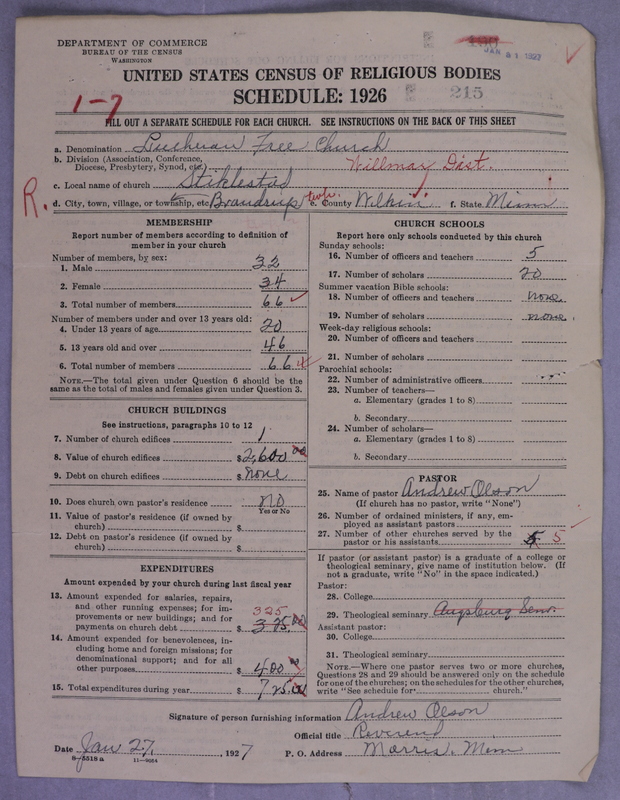 DEPARTMENT OF COMMERCE
BUREAU OF THE CENSUS
WASHINGTON
JAN 31 1927
UNITED STATES CENSUS OF RELIGIOUS BODIES
SCHEDULE: 1926
215
1-7
FILL OUT A SEPARATE SCHEDULE FOR EACH CHURCH. SEE INSTRUCTIONS ON THE BACK OF THIS SHEET
a. Denomination Lutheran Free Church
b. Division (Association, Conference, Diocese, Presbytery, Synod, etc.) Willmar Dist.
c. Local name of church Stiklestad
R.
d. City, town, village, or township, etc. Brandrup twp. e. County Wilkin f. State Minn
MEMBERSHIP
Report number of members according to definition of member in your church
Number of members, by sex:
1. Male 32
2. Female 34
3. Total number of members 66
Number of members under and over 13 years old:
4. Under 13 years of age 20
5. 13 years old and over 46
6. Total number of members 66
NOTE.—The total given under Question 6 should be the same as the total of males and females given under Question 3.
CHURCH BUILDINGS
See instructions, paragraphs 10 to 12
7. Number of church edifices 1
8. Value of church edifices $2,600 00
9. Debt on church edifices $ none
10. Does church own pastor's residence no
Yes or No
11. Value of pastor's residence (if owned by church) $
12. Debt on pastor's residence (if owned by church) $
EXPENDITURES
Amount expended by your church during last fiscal year
13. Amount expended for salaries, repairs, and other running expenses; for improvements or new buildings; and for payments on church debt $ 325 325.00
14. Amount expended for benevolences, including home and foreign missions; for denominational support; and for all other purposes $ 400 00
15. Total expenditures during year $ 725.00
CHURCH SCHOOLS
Report here only schools conducted by this church
Sunday schools:
16. Number of officers and teachers 5
17. Number of scholars 20
Summer vacation Bible schools:
18. Number of officers and teachers none
19. Number of scholars none.
Week-day religious schools:
20. Number of officers and teachers
21. Number of scholars
Parochial schools:
22. Number of administrative officers
23. Number of teachers—
a. Elementary (grades 1 to 8)
b. Secondary
24. Number of scholars—
a. Elementary (grades 1 to 8)
b. Secondary
PASTOR
25. Name of pastor Andrew Olson
(If church has no pastor, write "None")
26. Number of ordained ministers, if any, employed as assistant pastors
27. Number of other churches served by the pastor or his assistants 5
If pastor (or assistant pastor) is a graduate of a college or theological seminary, give name of institution below. (If not a graduate, write "No" in the space indicated.)
Pastor:
28. College
29. Theological seminary Augsburg Sem.
Assistant pastor:
30. College
31. Theological seminary
NOTE.—Where one pastor serves two or more churches, Questions 28 and 29 should be answered only on the schedule for one of the churches; on the schedules for the other churches, write "See schedule for church."
Signature of person furnishing information Andrew Olson
Official title Reverend
Date Jan 27, 1927 P. O. Address Morris, Minn
8-5518 a 11-9054